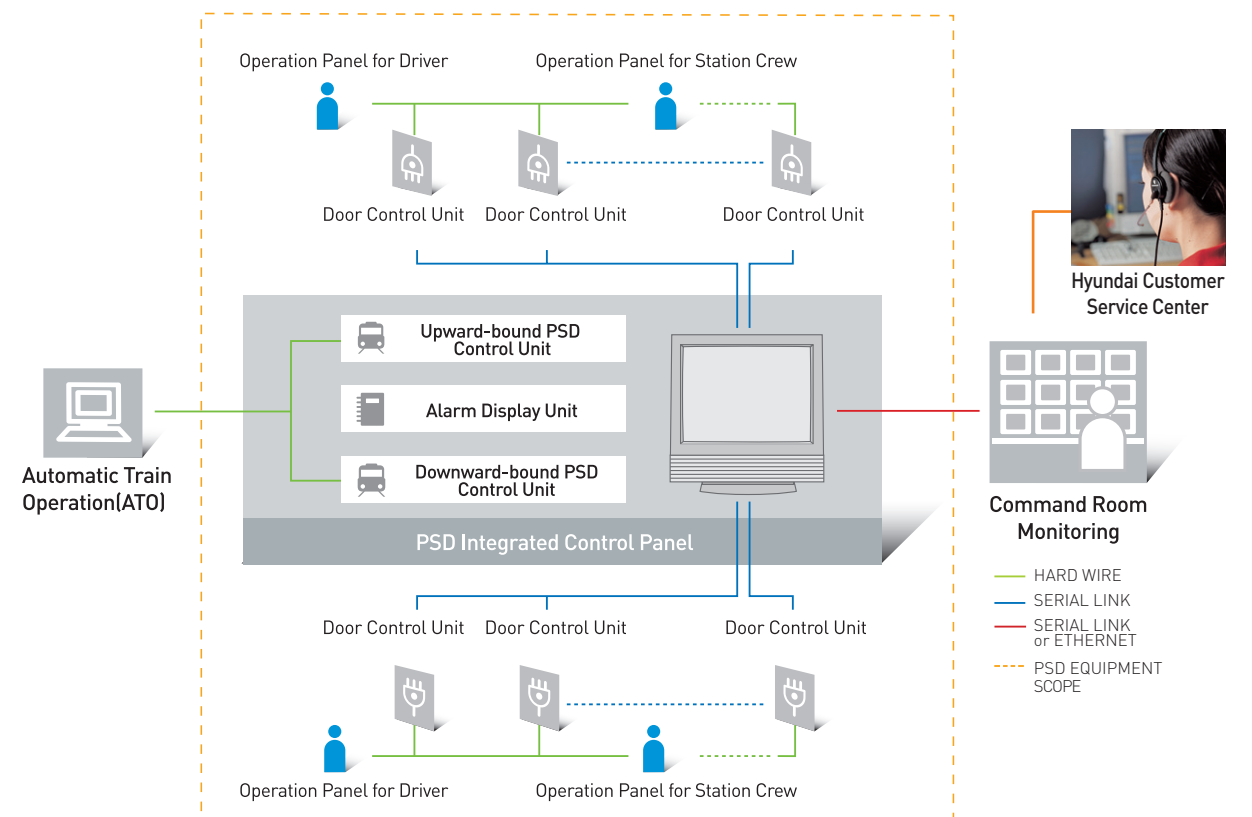 Operation Panel for Driver
Operation Panel for Station Crew
Door Control Unit
Door Control Unit
Door Control Unit
Hyundai Customer
Service Center
Upward-bound PSD
Control Unit
Alarm Display Unit
Downward-bound PSD
Control Unit
Automatic Train
Operation(ATO)
PSD Integrated Control Panel
Command Room
Monitoring
HARD WIRE
SERIAL LINK
SERIAL LINK
or ETHERNET
PSD EQUIPMENT
SCOPE
Door Control Unit
Door Control Unit
Door Control Unit
Operation Panel for Driver
Operation Panel for Station Crew